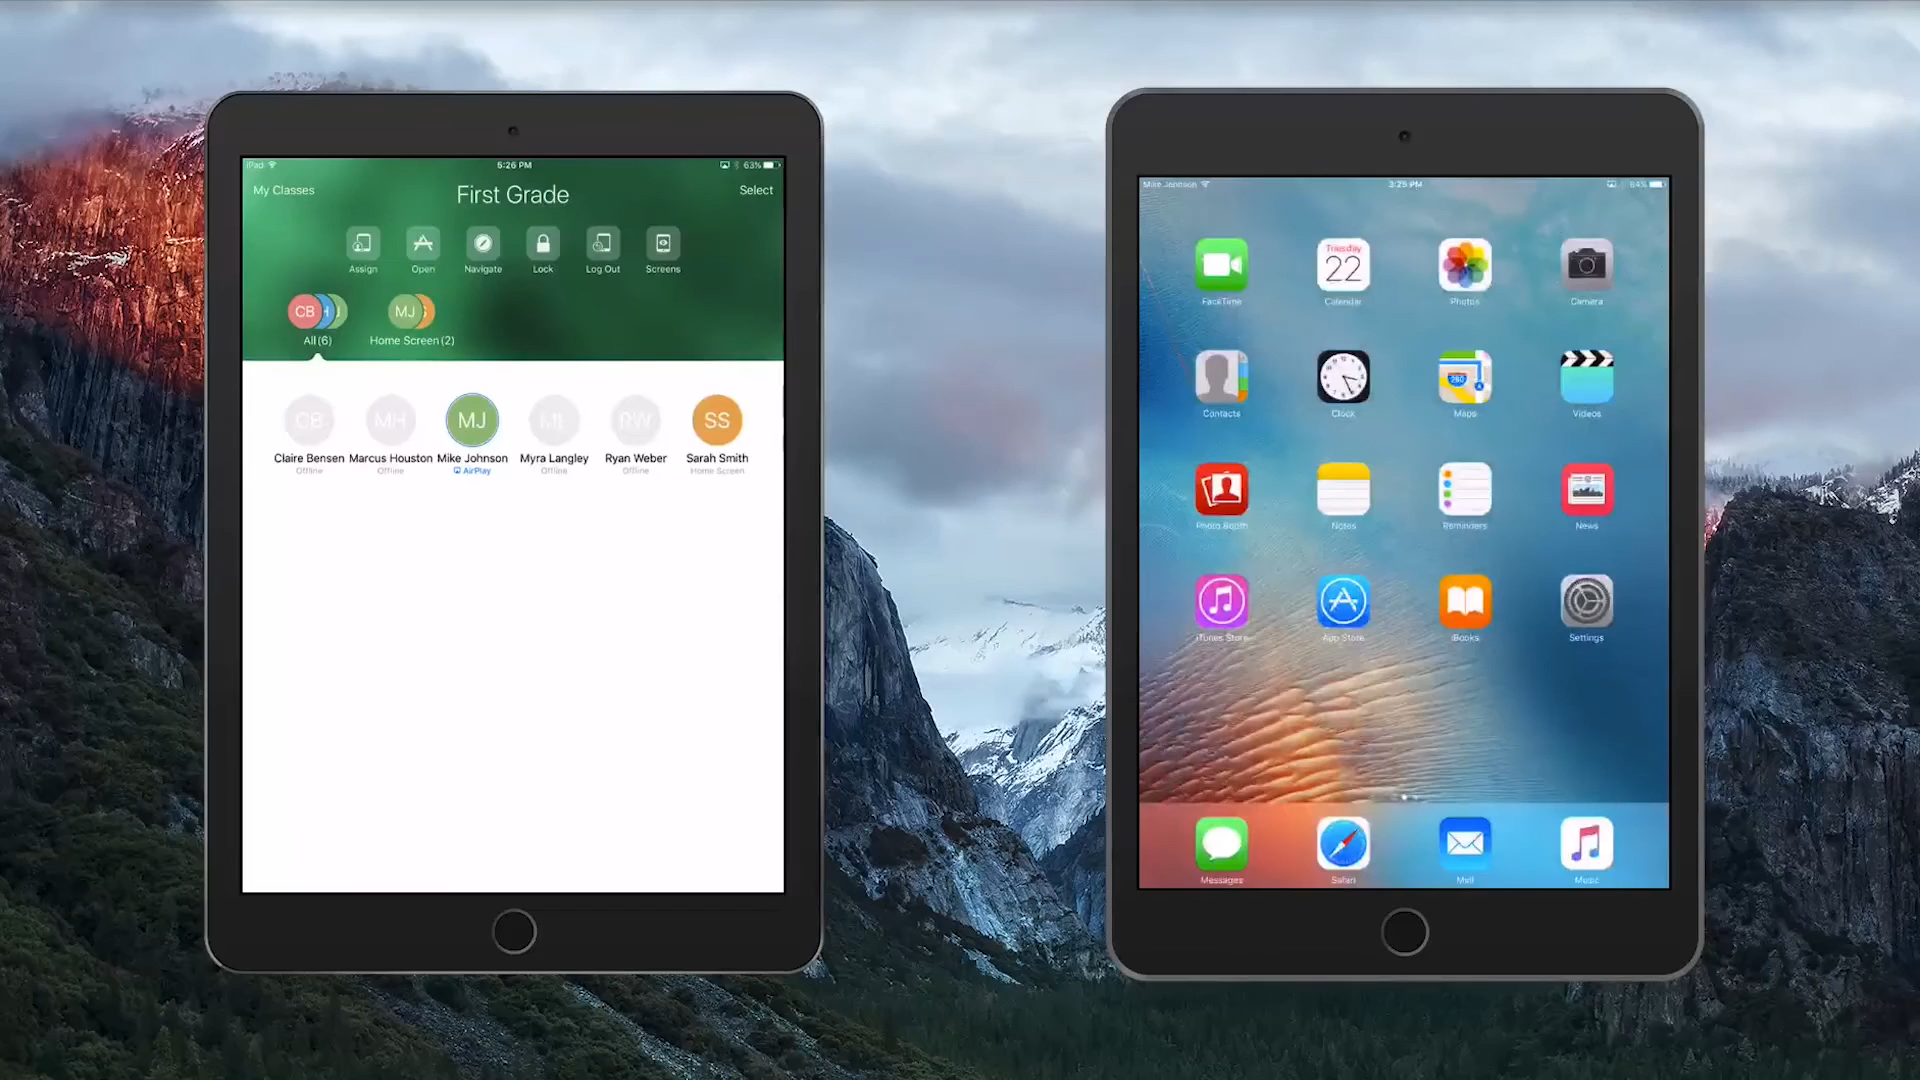 iPad 5:26 PM 63%
My Classes First Grade Select
Assign Open Navigate Lock Log Out Screens
CB MJ
All (6) Home Screen (2)
CB MH MJ ML RW SS
Claire Bensen Marcus Houston Mike Johnson Myra Langley Ryan Weber Sarah Smith
Offline Offline AirPlay Offline Offline Home Screen
Mike Johnson 3:25 PM 64%
Tuesday
22
FaceTime Calendar Photos Camera
280
Contacts Clock Maps Videos
Photo Booth Notes Reminders News
iTunes Store App Store iBooks Settings
Messages Safari Mail Music